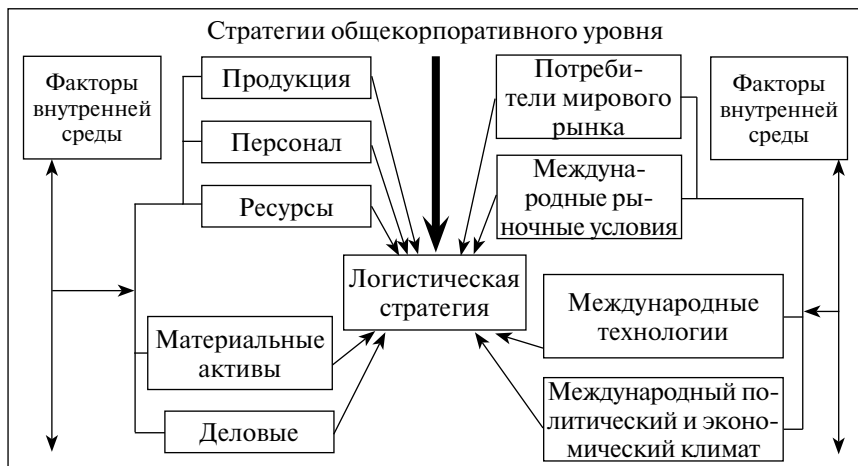 Стратегии общекорпоративного уровня
Факторы
внутренней
среды
Продукция
Персонал
Ресурсы
Материальные
активы
Деловые
Логистическая
стратегия
Потреби-
тели мирового
рынка
Междуна-
родные ры-
ночные условия
Международные
технологии
Международный по-
литический и эконо-
мический климат
Факторы
внутренней
среды